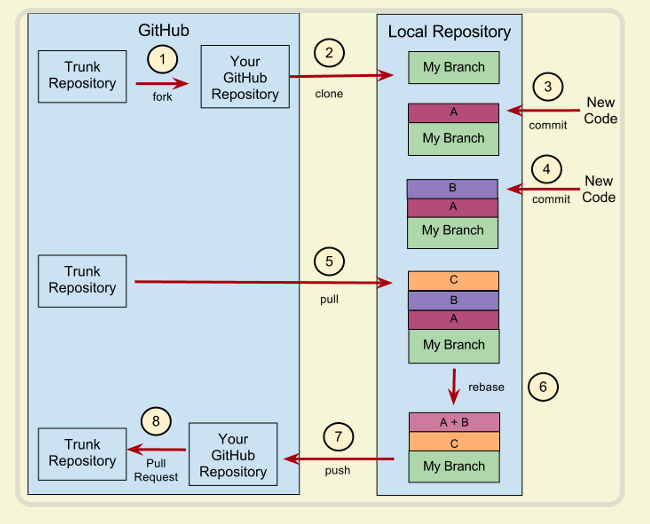 GitHub
Local Repository
Trunk
Repository
1
fork
Your
GitHub
Repository
2
clone
My Branch
A
My Branch
3
commit
New
Code
B
A
My Branch
4
commit
New
Code
Trunk
Repository
5
pull
C
B
A
My Branch
rebase
6
A + B
C
My Branch
7
push
Your
GitHub
Repository
8
Pull
Request
Trunk
Repository